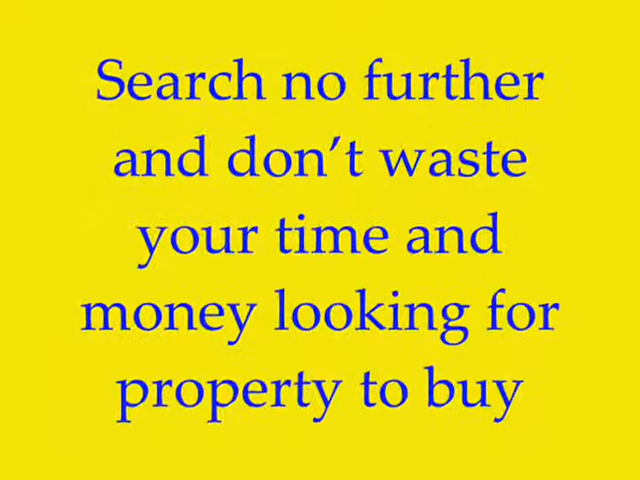 Search no further
and don’t waste
your time and
money looking for
property to buy